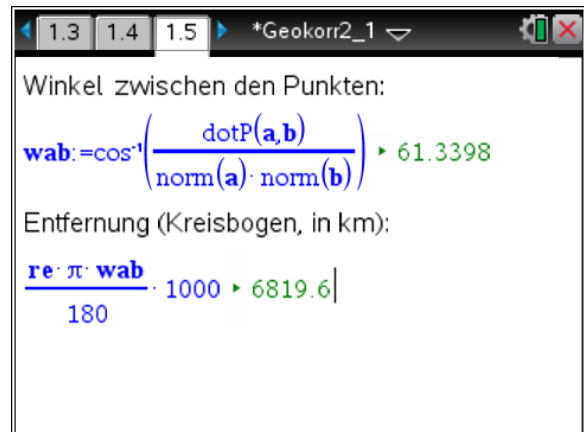 1.3 1.4 1.5 *Geokorr2_1
Winkel zwischen den Punkten:
wab:=cos⁻¹(dotP(a,b)/(norm(a)·norm(b))) ▸ 61.3398
Entfernung (Kreisbogen, in km):
re·π·wab/180 · 1000 ▸ 6819.6